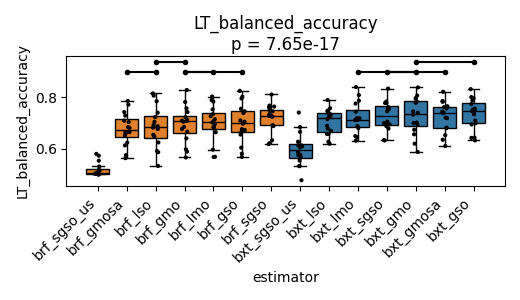 LT_balanced_accuracy
p = 7.65e-17
LT_balanced_accuracy
0.8
0.6
brf_sgso_us
brf_gmosa
brf_lso
brf_gmo
brf_lmo
brf_gso
brf_sgso
bxt_sgso_us
bxt_lso
bxt_lmo
bxt_sgso
bxt_gmo
bxt_gmosa
bxt_gso
estimator